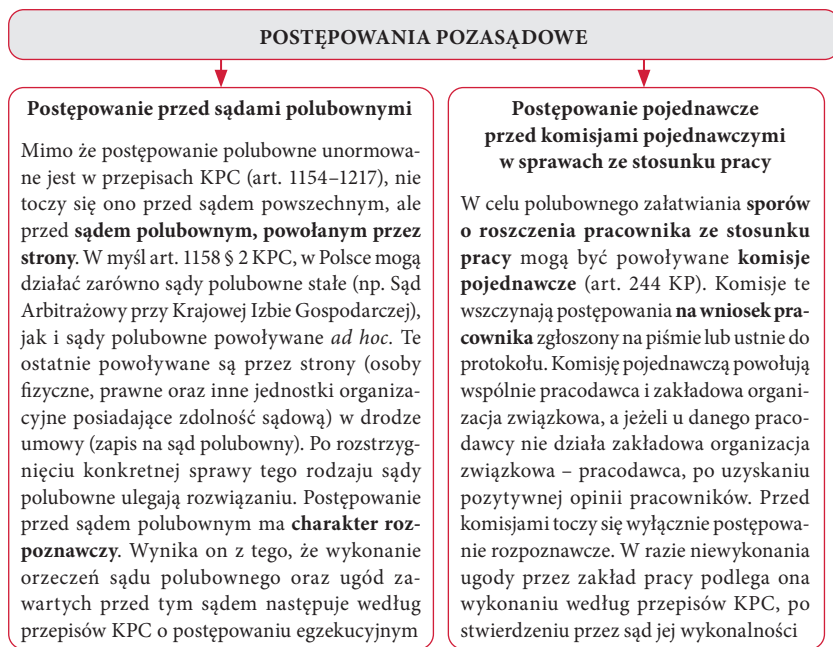 POSTĘPOWANIA POZASĄDOWE
Postępowanie przed sądami polubownymi
Mimo że postępowanie polubowne unormowa-
ne jest w przepisach KPC (art. 1154–1217), nie
toczy się ono przed sądem powszechnym, ale
przed sądem polubownym, powołanym przez
strony. W myśl art. 1158 § 2 KPC, w Polsce mogą
działać zarówno sądy polubowne stałe (np. Sąd
Arbitrażowy przy Krajowej Izbie Gospodarczej),
jak i sądy polubowne powoływane ad hoc. Te
ostatnie powoływane są przez strony (osoby
fizyczne, prawne oraz inne jednostki organiza-
cyjne posiadające zdolność sądową) w drodze
umowy (zapis na sąd polubowny). Po rozstrzyg-
nięciu konkretnej sprawy tego rodzaju sądy
polubowne ulegają rozwiązaniu. Postępowanie
przed sądem polubownym ma charakter roz-
poznawczy. Wynika on z tego, że wykonanie
orzeczeń sądu polubownego oraz ugód za-
wartych przed tym sądem następuje według
przepisów KPC o postępowaniu egzekucyjnym
Postępowanie pojednawcze
przed komisjami pojednawczymi
w sprawach ze stosunku pracy
W celu polubownego załatwiania sporów
o roszczenia pracownika ze stosunku
pracy mogą być powoływane komisje
pojednawcze (art. 244 KP). Komisje te
wszczynają postępowania na wniosek pra-
cownika zgłoszony na piśmie lub ustnie do
protokołu. Komisję pojednawczą powołują
wspólnie pracodawca i zakładowa organi-
zacja związkowa, a jeżeli u danego praco-
dawcy nie działa zakładowa organizacja
związkowa – pracodawca, po uzyskaniu
pozytywnej opinii pracowników. Przed
komisjami toczy się wyłącznie postępowa-
nie rozpoznawcze. W razie niewykonania
ugody przez zakład pracy podlega ona
wykonaniu według przepisów KPC, po
stwierdzeniu przez sąd jej wykonalności